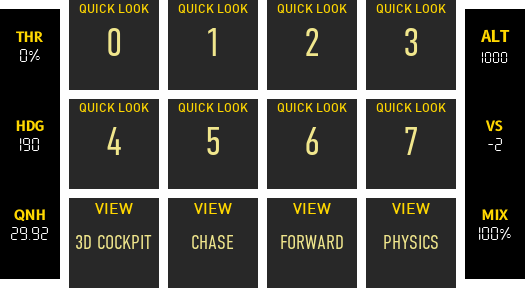 QUICK LOOK QUICK LOOK QUICK LOOK QUICK LOOK
THR 0 1 2 3 ALT
0% 1000
QUICK LOOK QUICK LOOK QUICK LOOK QUICK LOOK
HDG 4 5 6 7 VS
190 -2
VIEW VIEW VIEW VIEW
QNH MIX
29.92 3D COCKPIT CHASE FORWARD PHYSICS 100%